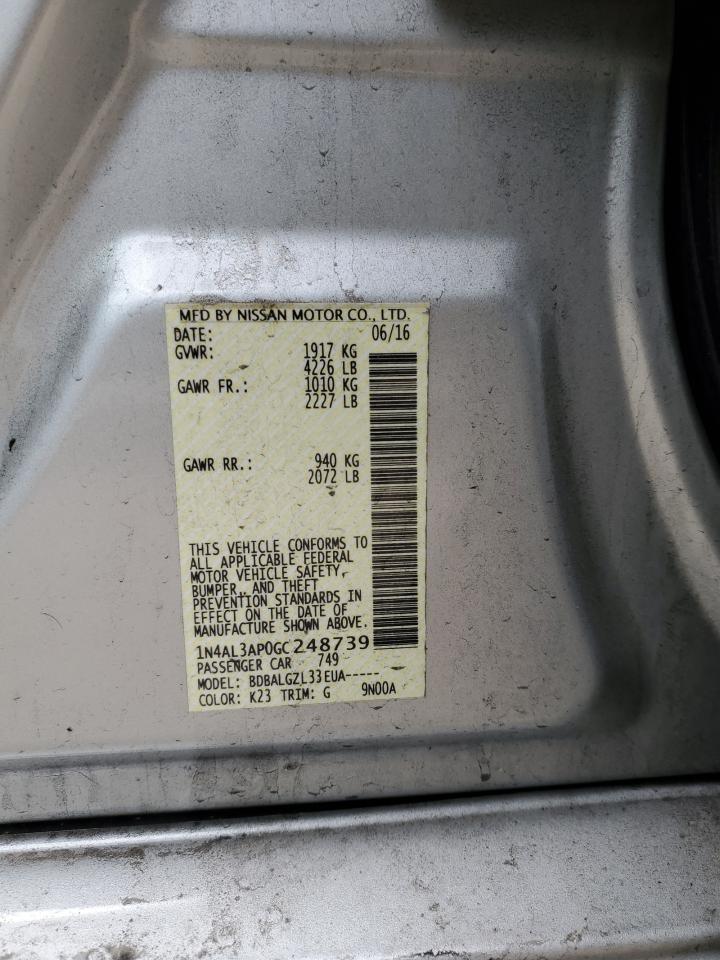 MFD BY NISSAN MOTOR CO., LTD.
DATE: 06/16
GVWR: 1917 KG
4226 LB
GAWR FR.: 1010 KG
2227 LB
GAWR RR.: 940 KG
2072 LB
THIS VEHICLE CONFORMS TO
ALL APPLICABLE FEDERAL
MOTOR VEHICLE SAFETY,
BUMPER, AND THEFT
PREVENTION STANDARDS IN
EFFECT ON THE DATE OF
MANUFACTURE SHOWN ABOVE.
1N4AL3AP0GC248739
PASSENGER CAR 749
MODEL: BDBALGZL33EUA-----
COLOR: K23 TRIM: G 9N00A